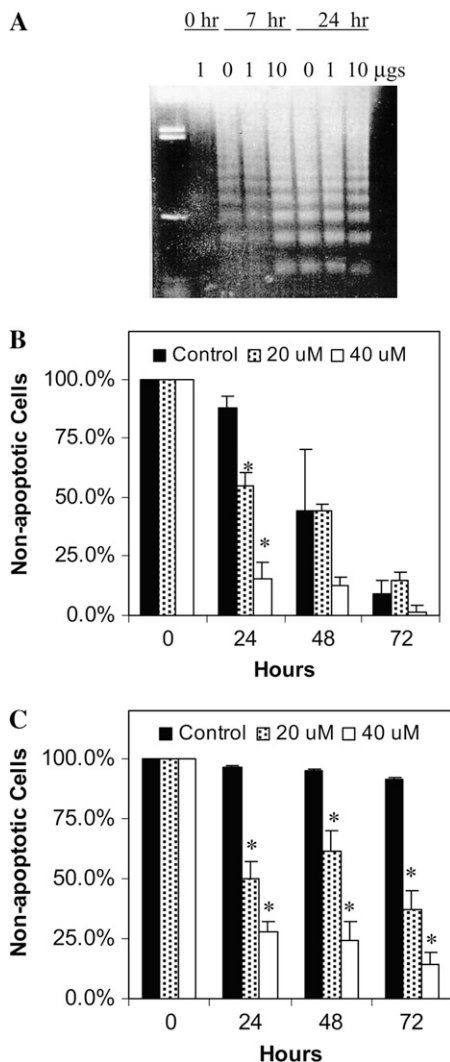 A
0 hr 7 hr 24 hr
1 0 1 10 0 1 10 µgs
B
Control 20 uM 40 uM
Non-apoptotic Cells
100.0%
75.0%
50.0%
25.0%
0.0%
* *
0 24 48 72
Hours
C
Control 20 uM 40 uM
Non-apoptotic Cells
100.0%
75.0%
50.0%
25.0%
0.0%
* * * * * *
0 24 48 72
Hours